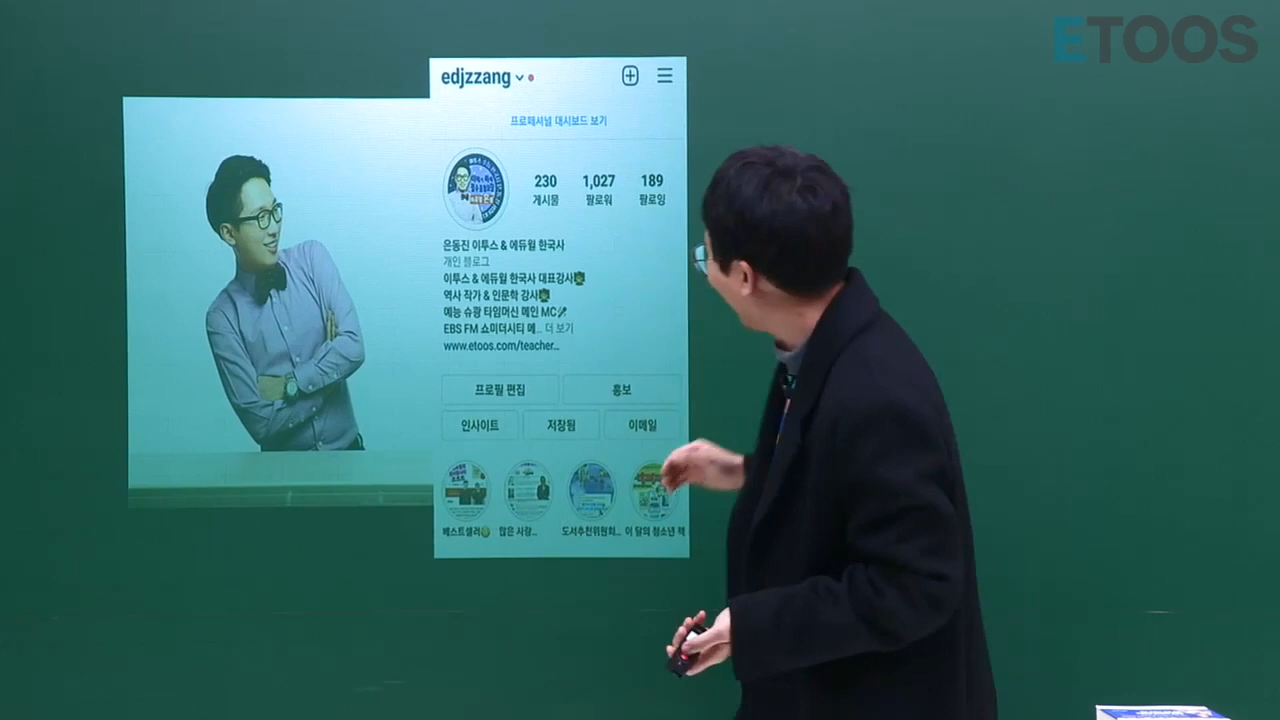 ETOOS
edjzzang
프로페셔널 대시보드 보기
230 1,027 189
게시물 팔로워 팔로잉
은동진 이투스 & 에듀윌 한국사
개인 블로그
이투스 & 에듀윌 한국사 대표강사
역사 작가 & 인문학 강사
예능 슈퐝 타임머신 메인 MC
EBS FM 쇼미더시티 메... 더 보기
www.etoos.com/teacher...
프로필 편집 홍보
인사이트 저장됨 이메일
베스트셀러 많은 사랑... 도서추천위원회... 이 달의 청소년 책